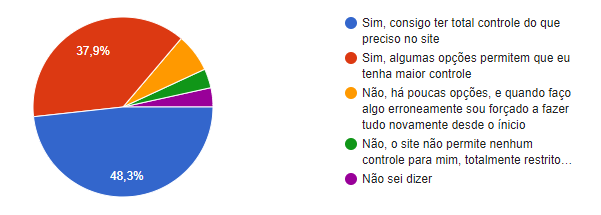 37,9%
48,3%
Sim, consigo ter total controle do que
preciso no site
Sim, algumas opções permitem que eu
tenha maior controle
Não, há poucas opções, e quando faço
algo erroneamente sou forçado a fazer
tudo novamente desde o ínicio
Não, o site não permite nenhum
controle para mim, totalmente restrito…
Não sei dizer